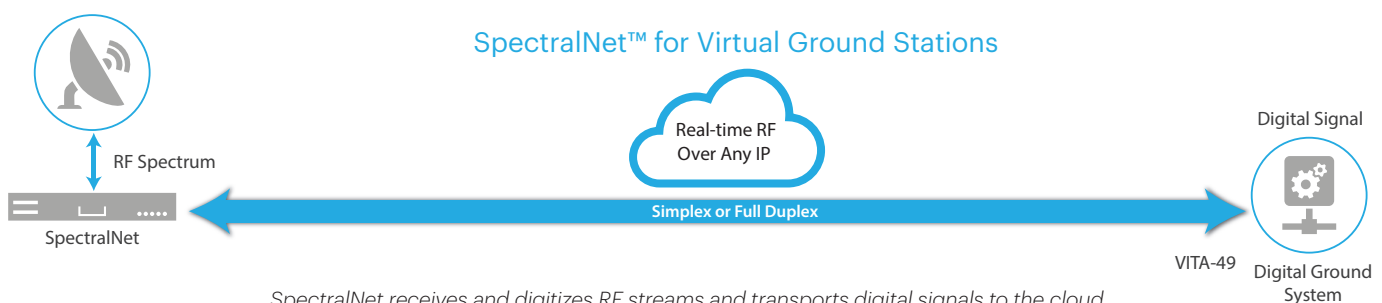 SpectralNet™ for Virtual Ground Stations
Real-time RF
Over Any IP
Digital Signal
RF Spectrum
Simplex or Full Duplex
SpectralNet
VITA-49
Digital Ground
System
SpectralNet receives and digitizes RF streams and transports digital signals to the cloud